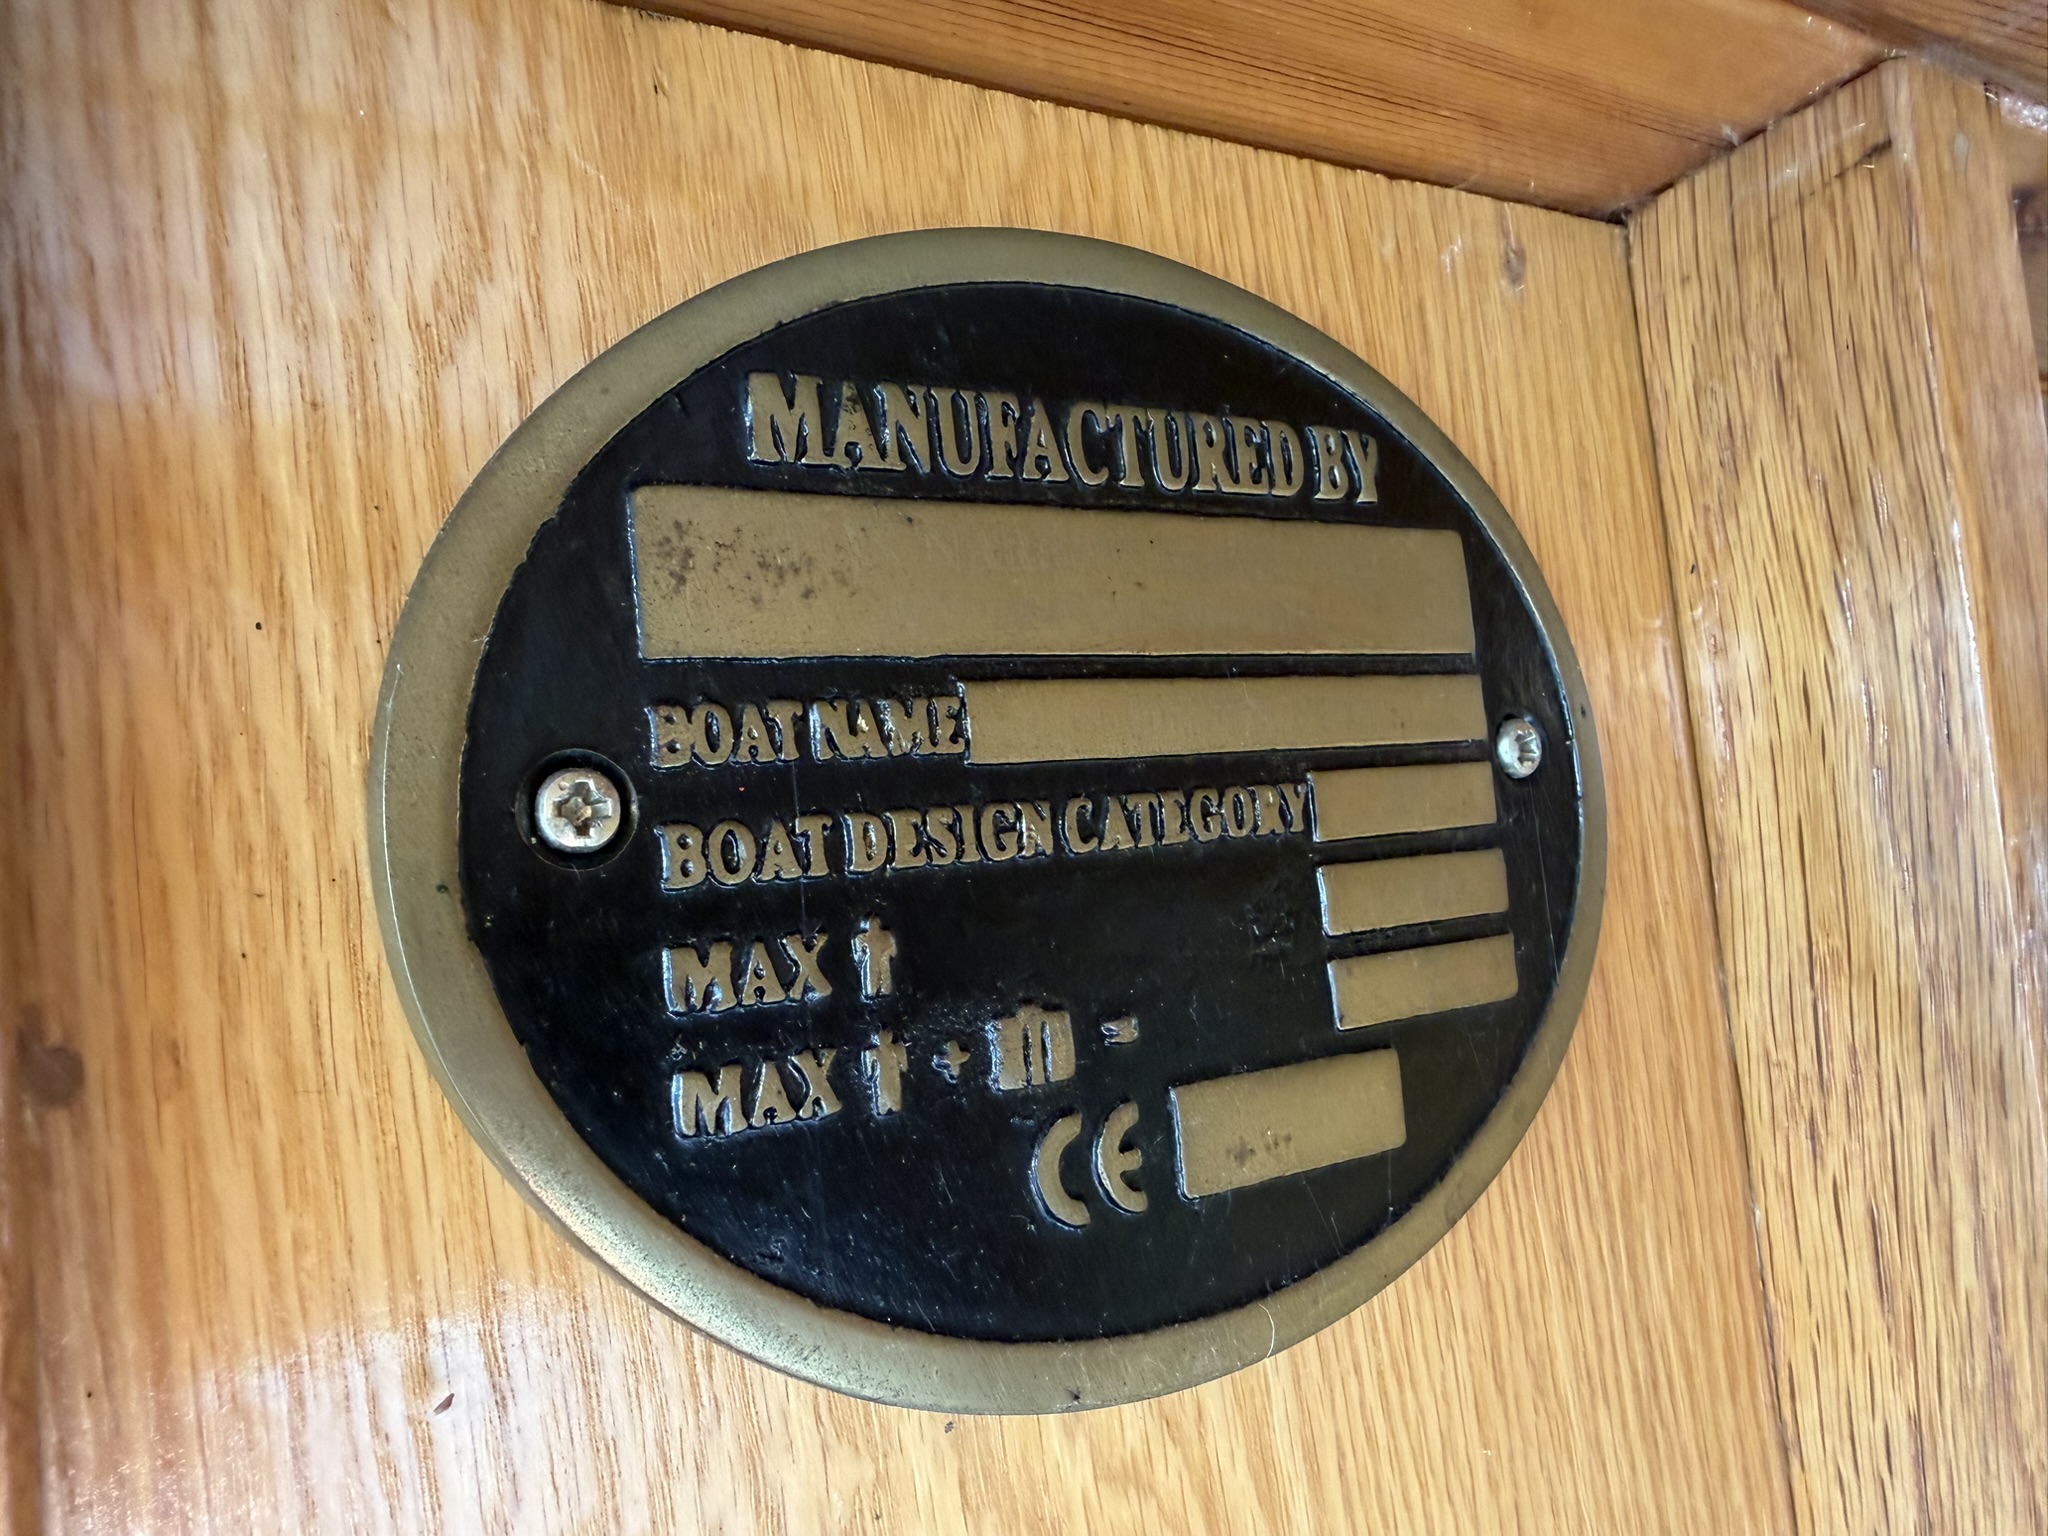 MANUFACTURED BY
BOAT NAME
BOAT DESIGN CATEGORY
MAX
MAX + =
CE